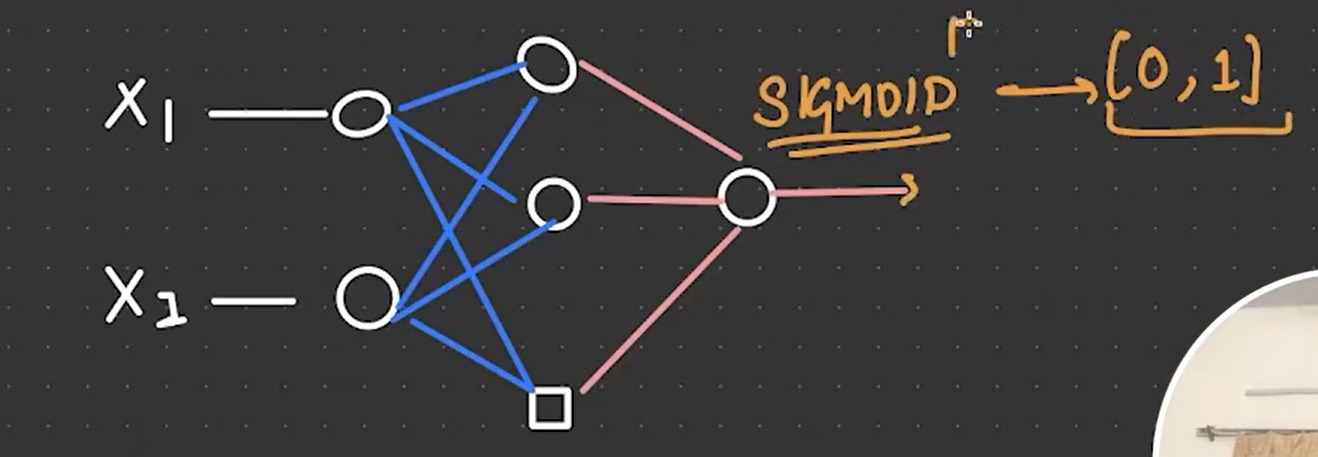 X1
SIGMOID → [0,1]
X2